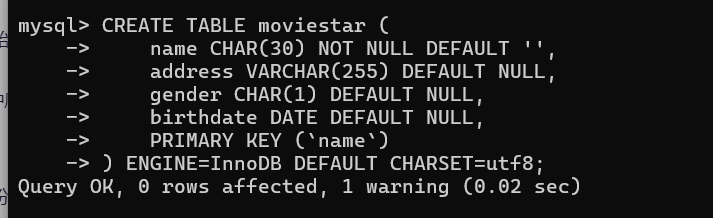 mysql> CREATE TABLE moviestar (
    ->     name CHAR(30) NOT NULL DEFAULT '',
    ->     address VARCHAR(255) DEFAULT NULL,
    ->     gender CHAR(1) DEFAULT NULL,
    ->     birthdate DATE DEFAULT NULL,
    ->     PRIMARY KEY (`name`)
    -> ) ENGINE=InnoDB DEFAULT CHARSET=utf8;
Query OK, 0 rows affected, 1 warning (0.02 sec)